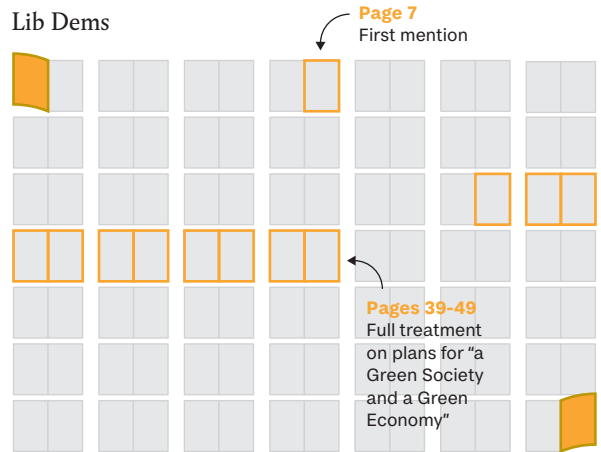 Lib Dems
Page 7
First mention
Pages 39-49
Full treatment
on plans for “a
Green Society
and a Green
Economy”